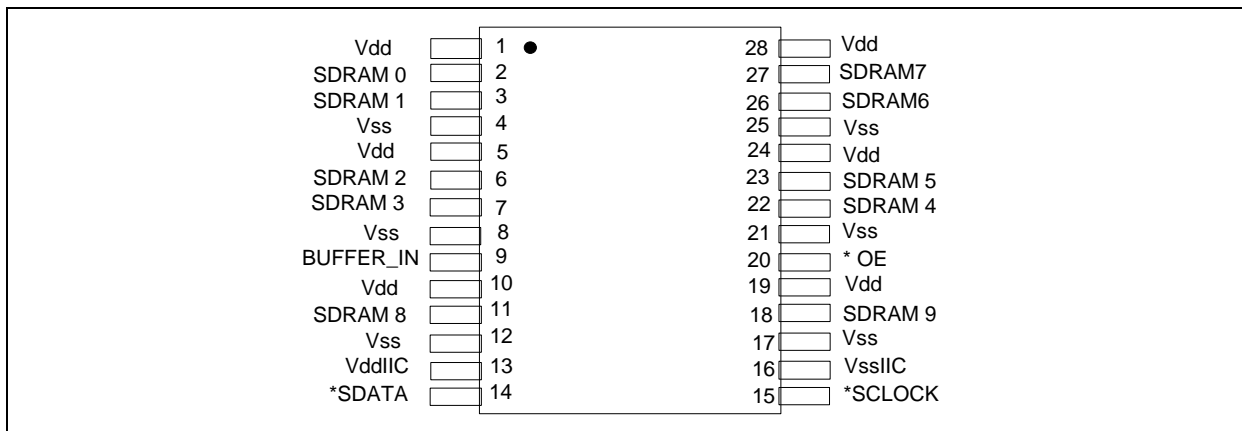 Vdd 1 28 Vdd
SDRAM 0 2 27 SDRAM7
SDRAM 1 3 26 SDRAM6
Vss 4 25 Vss
Vdd 5 24 Vdd
SDRAM 2 6 23 SDRAM 5
SDRAM 3 7 22 SDRAM 4
Vss 8 21 Vss
BUFFER_IN 9 20 * OE
Vdd 10 19 Vdd
SDRAM 8 11 18 SDRAM 9
Vss 12 17 Vss
VddIIC 13 16 VssIIC
*SDATA 14 15 *SCLOCK